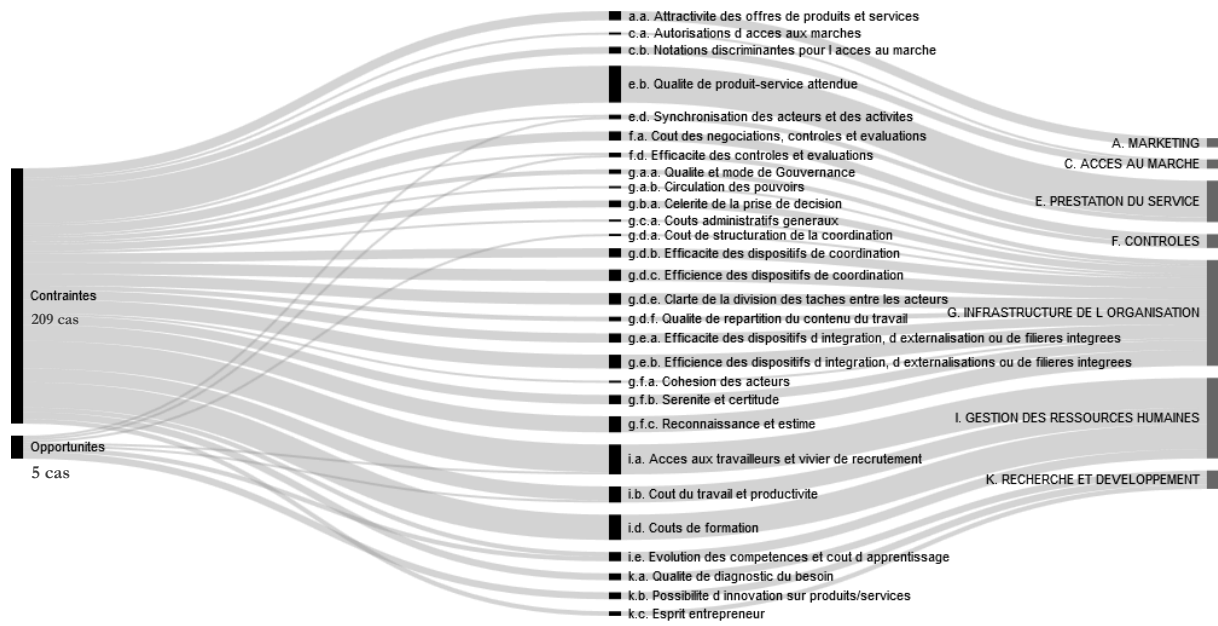 Contraintes
209 cas
Opportunites
5 cas
a.a. Attractivite des offres de produits et services
c.a. Autorisations d acces aux marches
c.b. Notations discriminantes pour l acces au marche
e.b. Qualite de produit-service attendue
e.d. Synchronisation des acteurs et des activites
f.a. Cout des negociations, controles et evaluations
f.d. Efficacite des controles et evaluations
g.a.a. Qualite et mode de Gouvernance
g.a.b. Circulation des pouvoirs
g.b.a. Celerite de la prise de decision
g.c.a. Couts administratifs generaux
g.d.a. Cout de structuration de la coordination
g.d.b. Efficacite des dispositifs de coordination
g.d.c. Efficience des dispositifs de coordination
g.d.e. Clarte de la division des taches entre les acteurs
g.d.f. Qualite de repartition du contenu du travail
g.e.a. Efficacite des dispositifs d integration, d externalisation ou de filieres integrees
g.e.b. Efficience des dispositifs d integration, d externalisations ou de filieres integrees
g.f.a. Cohesion des acteurs
g.f.b. Serenite et certitude
g.f.c. Reconnaissance et estime
i.a. Acces aux travailleurs et vivier de recrutement
i.b. Cout du travail et productivite
i.d. Couts de formation
i.e. Evolution des competences et cout d apprentissage
k.a. Qualite de diagnostic du besoin
k.b. Possibilite d innovation sur produits/services
k.c. Esprit entrepreneur
A. MARKETING
C. ACCES AU MARCHE
E. PRESTATION DU SERVICE
F. CONTROLES
G. INFRASTRUCTURE DE L ORGANISATION
I. GESTION DES RESSOURCES HUMAINES
K. RECHERCHE ET DEVELOPPEMENT